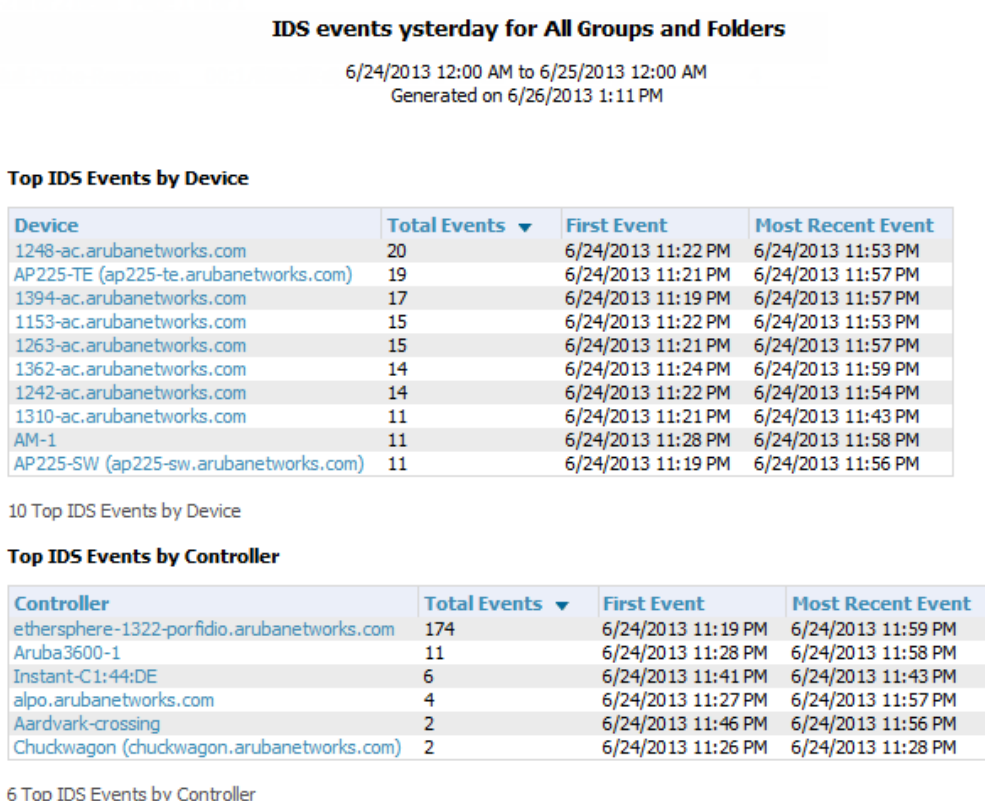 IDS events ysterday for All Groups and Folders
6/24/2013 12:00 AM to 6/25/2013 12:00 AM
Generated on 6/26/2013 1:11 PM
Top IDS Events by Device
Device Total Events ▼ First Event Most Recent Event
1248-ac.arubanetworks.com 20 6/24/2013 11:22 PM 6/24/2013 11:53 PM
AP225-TE (ap225-te.arubanetworks.com) 19 6/24/2013 11:21 PM 6/24/2013 11:57 PM
1394-ac.arubanetworks.com 17 6/24/2013 11:19 PM 6/24/2013 11:57 PM
1153-ac.arubanetworks.com 15 6/24/2013 11:22 PM 6/24/2013 11:53 PM
1263-ac.arubanetworks.com 15 6/24/2013 11:21 PM 6/24/2013 11:57 PM
1362-ac.arubanetworks.com 14 6/24/2013 11:24 PM 6/24/2013 11:59 PM
1242-ac.arubanetworks.com 14 6/24/2013 11:22 PM 6/24/2013 11:54 PM
1310-ac.arubanetworks.com 11 6/24/2013 11:21 PM 6/24/2013 11:43 PM
AM-1 11 6/24/2013 11:28 PM 6/24/2013 11:58 PM
AP225-SW (ap225-sw.arubanetworks.com) 11 6/24/2013 11:19 PM 6/24/2013 11:56 PM
10 Top IDS Events by Device
Top IDS Events by Controller
Controller Total Events ▼ First Event Most Recent Event
ethersphere-1322-porfidio.arubanetworks.com 174 6/24/2013 11:19 PM 6/24/2013 11:59 PM
Aruba3600-1 11 6/24/2013 11:28 PM 6/24/2013 11:58 PM
Instant-C1:44:DE 6 6/24/2013 11:41 PM 6/24/2013 11:43 PM
alpo.arubanetworks.com 4 6/24/2013 11:27 PM 6/24/2013 11:57 PM
Aardvark-crossing 2 6/24/2013 11:46 PM 6/24/2013 11:56 PM
Chuckwagon (chuckwagon.arubanetworks.com) 2 6/24/2013 11:26 PM 6/24/2013 11:28 PM
6 Top IDS Events by Controller